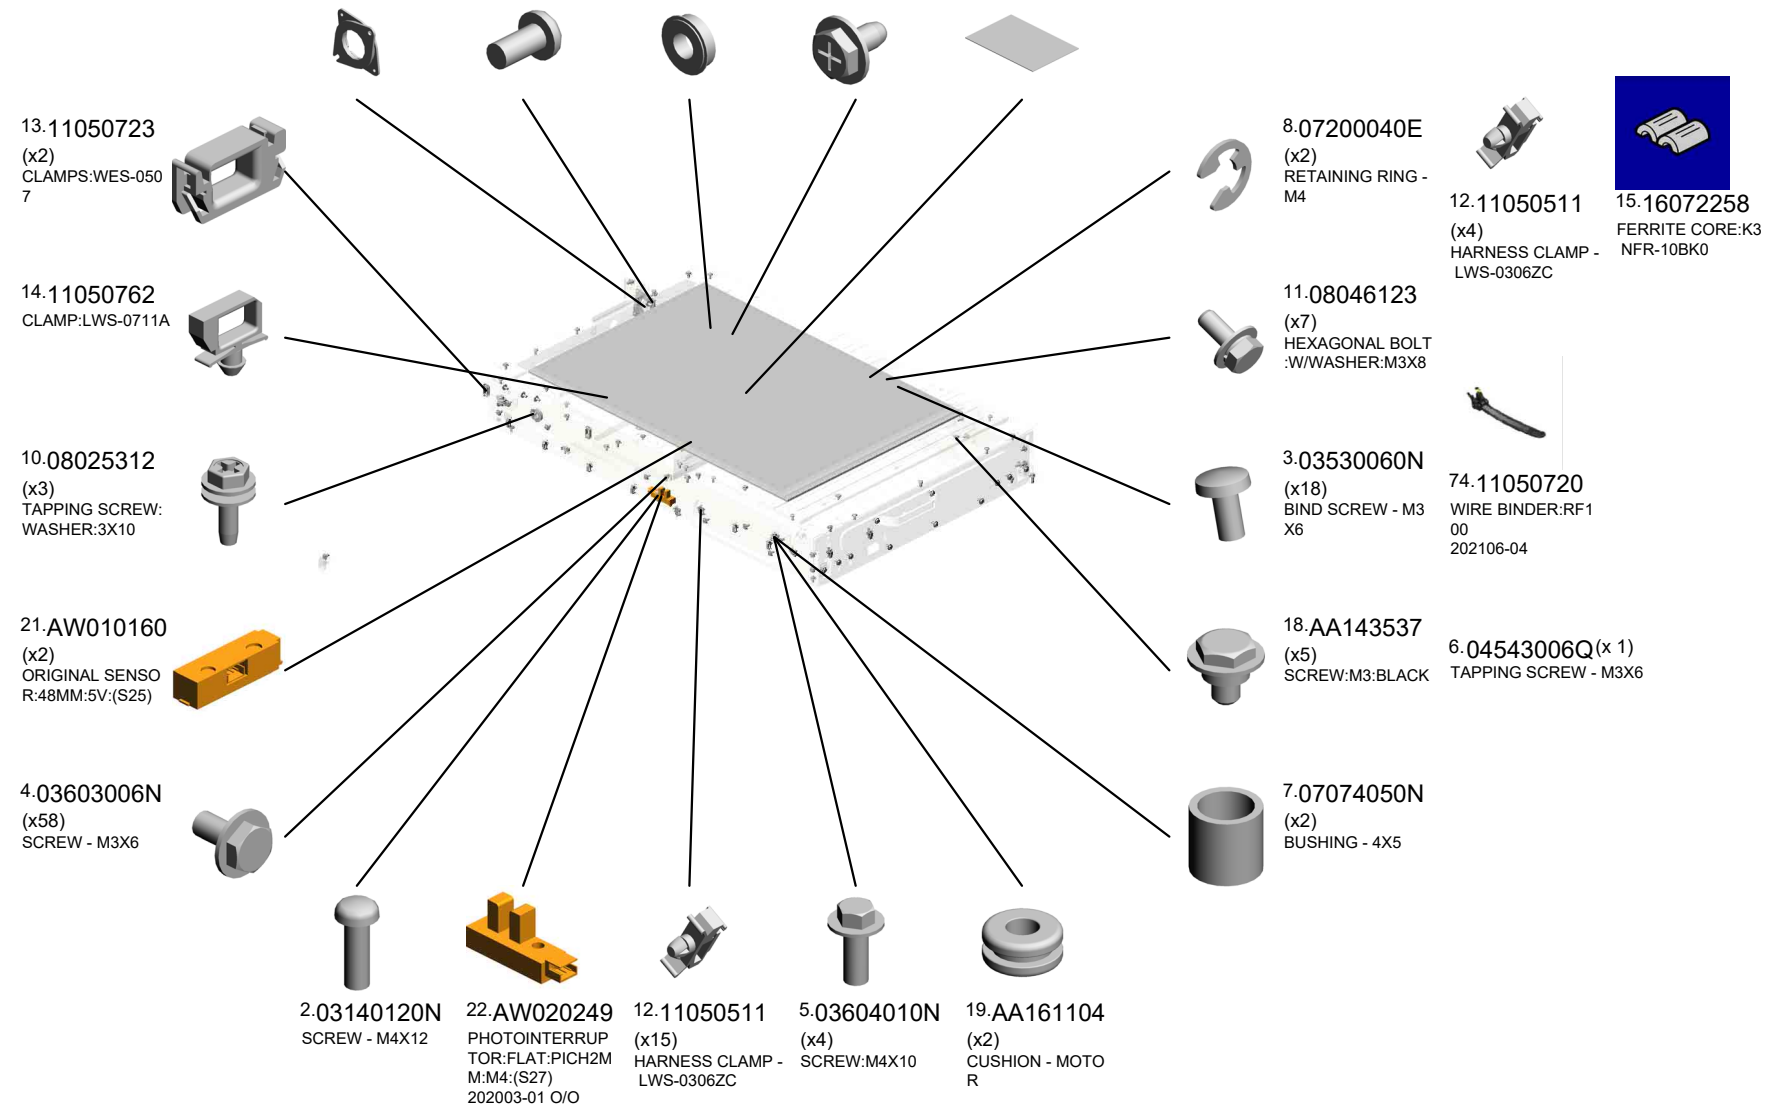 13.11050723
(x2)
CLAMPS:WES-050
7
14.11050762
CLAMP:LWS-0711A
10.08025312
(x3)
TAPPING SCREW:
WASHER:3X10
21.AW010160
(x2)
ORIGINAL SENSO
R:48MM:5V:(S25)
4.03603006N
(x58)
SCREW - M3X6
2.03140120N
SCREW - M4X12
22.AW020249
PHOTOINTERRUP
TOR:FLAT:PICH2M
M:M4:(S27)
202003-01 O/O
12.11050511
(x15)
HARNESS CLAMP -
LWS-0306ZC
5.03604010N
(x4)
SCREW:M4X10
19.AA161104
(x2)
CUSHION - MOTO
R
8.07200040E
(x2)
RETAINING RING -
M4
11.08046123
(x7)
HEXAGONAL BOLT
:W/WASHER:M3X8
3.03530060N
(x18)
BIND SCREW - M3
X6
18.AA143537
(x5)
SCREW:M3:BLACK
7.07074050N
(x2)
BUSHING - 4X5
12.11050511
(x4)
HARNESS CLAMP -
LWS-0306ZC
15.16072258
FERRITE CORE:K3
NFR-10BK0
74.11050720
WIRE BINDER:RF1
00
202106-04
6.04543006Q(x 1)
TAPPING SCREW - M3X6